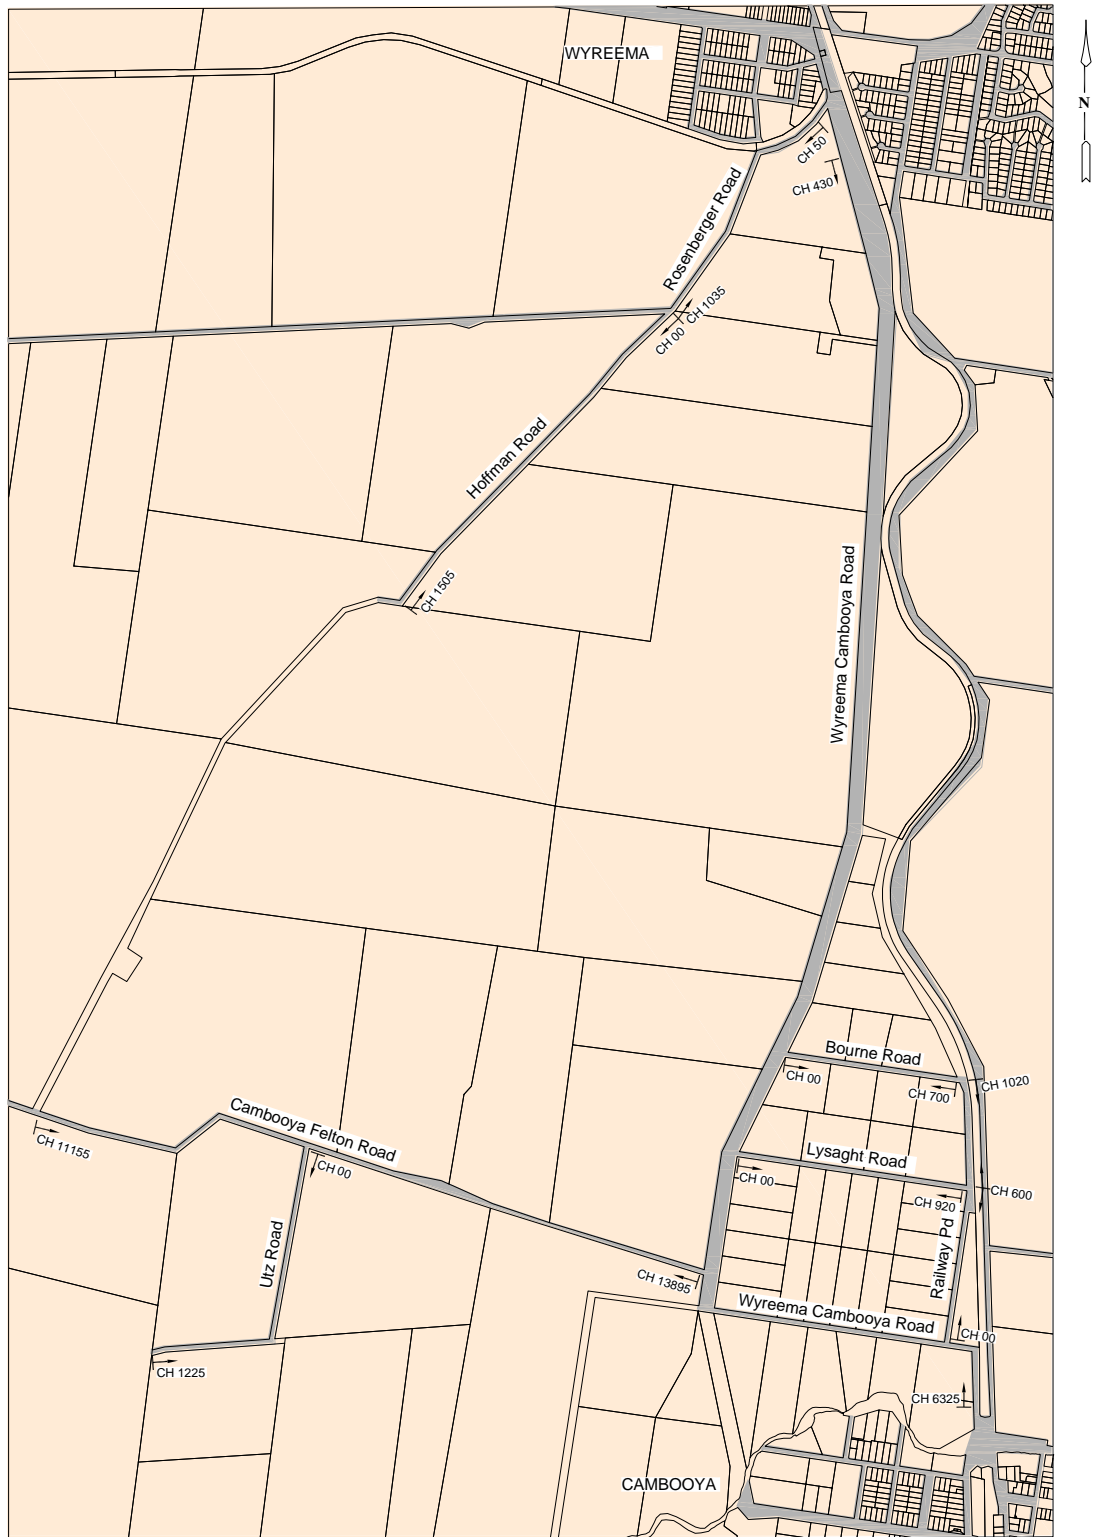 WYREEMA
N
CH 50
CH 430
Rosenberger Road
CH 1035
CH 00
Hoffman Road
CH 1505
Wyreema Cambooya Road
Bourne Road
CH 00
CH 700
CH 1020
Cambooya Felton Road
CH 11155
CH 00
Lysaght Road
CH 00
CH 920
CH 600
Utz Road
Railway Pd
CH 13895
Wyreema Cambooya Road
CH 00
CH 1225
CH 6325
CAMBOOYA